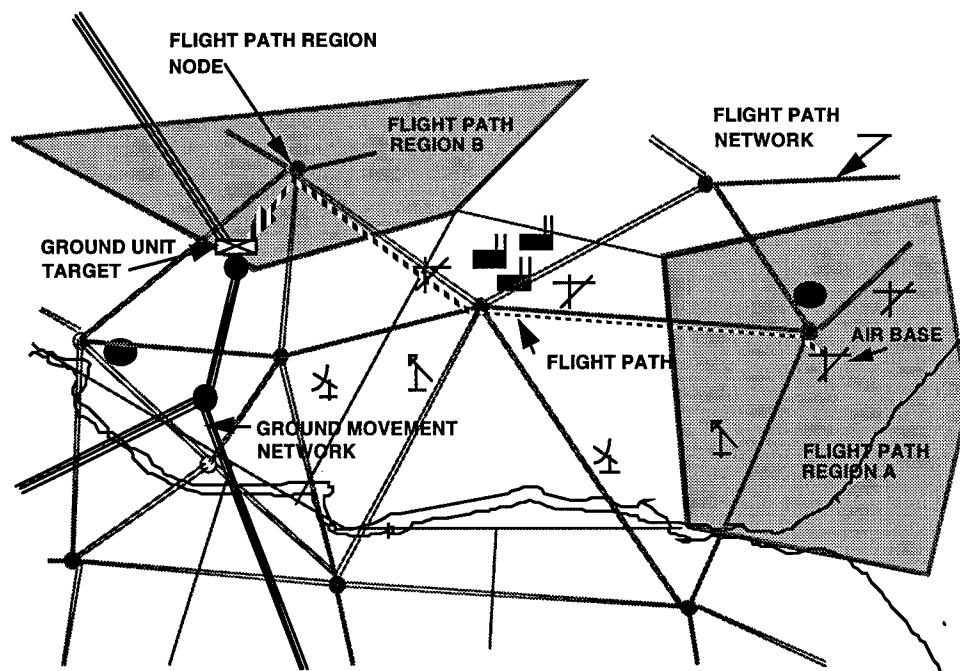 FLIGHT PATH REGION
NODE
FLIGHT PATH
REGION B
FLIGHT PATH
NETWORK
GROUND UNIT
TARGET
AIR BASE
FLIGHT PATH
GROUND MOVEMENT
NETWORK
FLIGHT PATH
REGION A